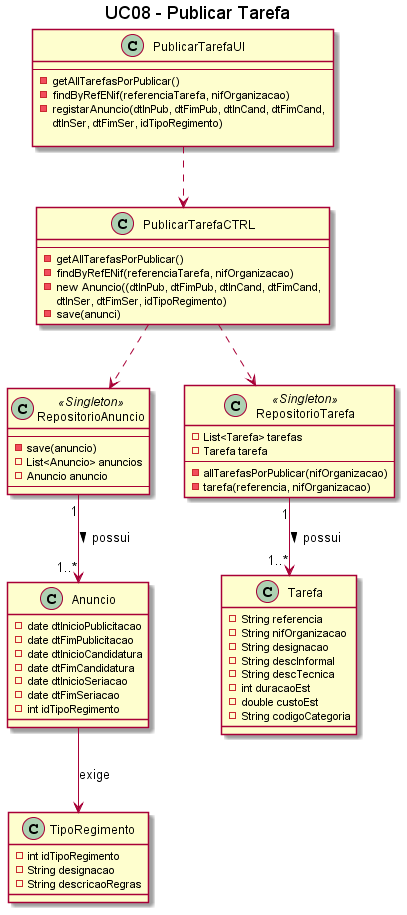 UC08 - Publicar Tarefa
C PublicarTarefaUI
getAllTarefasPorPublicar()
findByRefENif(referenciaTarefa, nifOrganizacao)
registarAnuncio(dtInPub, dtFimPub, dtInCand, dtFimCand,
dtInSer, dtFimSer, idTipoRegimento)
C PublicarTarefaCTRL
getAllTarefasPorPublicar()
findByRefENif(referenciaTarefa, nifOrganizacao)
new Anuncio((dtInPub, dtFimPub, dtInCand, dtFimCand,
dtInSer, dtFimSer, idTipoRegimento)
save(anunci)
C «Singleton»
RepositorioAnuncio
save(anuncio)
List<Anuncio> anuncios
Anuncio anuncio
C «Singleton»
RepositorioTarefa
List<Tarefa> tarefas
Tarefa tarefa
allTarefasPorPublicar(nifOrganizacao)
tarefa(referencia, nifOrganizacao)
1
possui
1..*
1
possui
1..*
C Anuncio
date dtInicioPublicitacao
date dtFimPublicitacao
date dtInicioCandidatura
date dtFimCandidatura
date dtInicioSeriacao
date dtFimSeriacao
int idTipoRegimento
C Tarefa
String referencia
String nifOrganizacao
String designacao
String descInformal
String descTecnica
int duracaoEst
double custoEst
String codigoCategoria
exige
C TipoRegimento
int idTipoRegimento
String designacao
String descricaoRegras